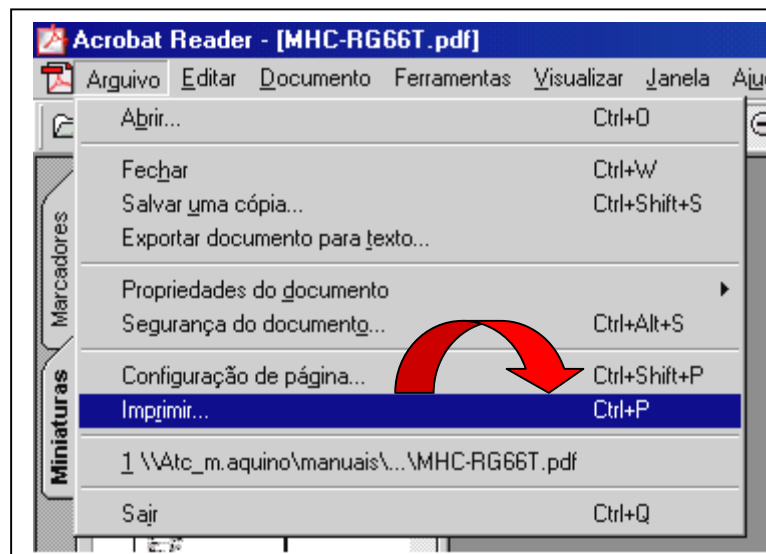 Acrobat Reader - [MHC-RG66T.pdf]
Arquivo Editar Documento Ferramentas Visualizar Janela Aju
Abrir... Ctrl+O
Fechar Ctrl+W
Salvar uma cópia... Ctrl+Shift+S
Exportar documento para texto...
Propriedades do documento
Segurança do documento... Ctrl+Alt+S
Configuração de página... Ctrl+Shift+P
Imprimir... Ctrl+P
1 \\Atc_m.aquino\manuais\...\MHC-RG66T.pdf
Sair Ctrl+Q
Marcadores
Miniaturas